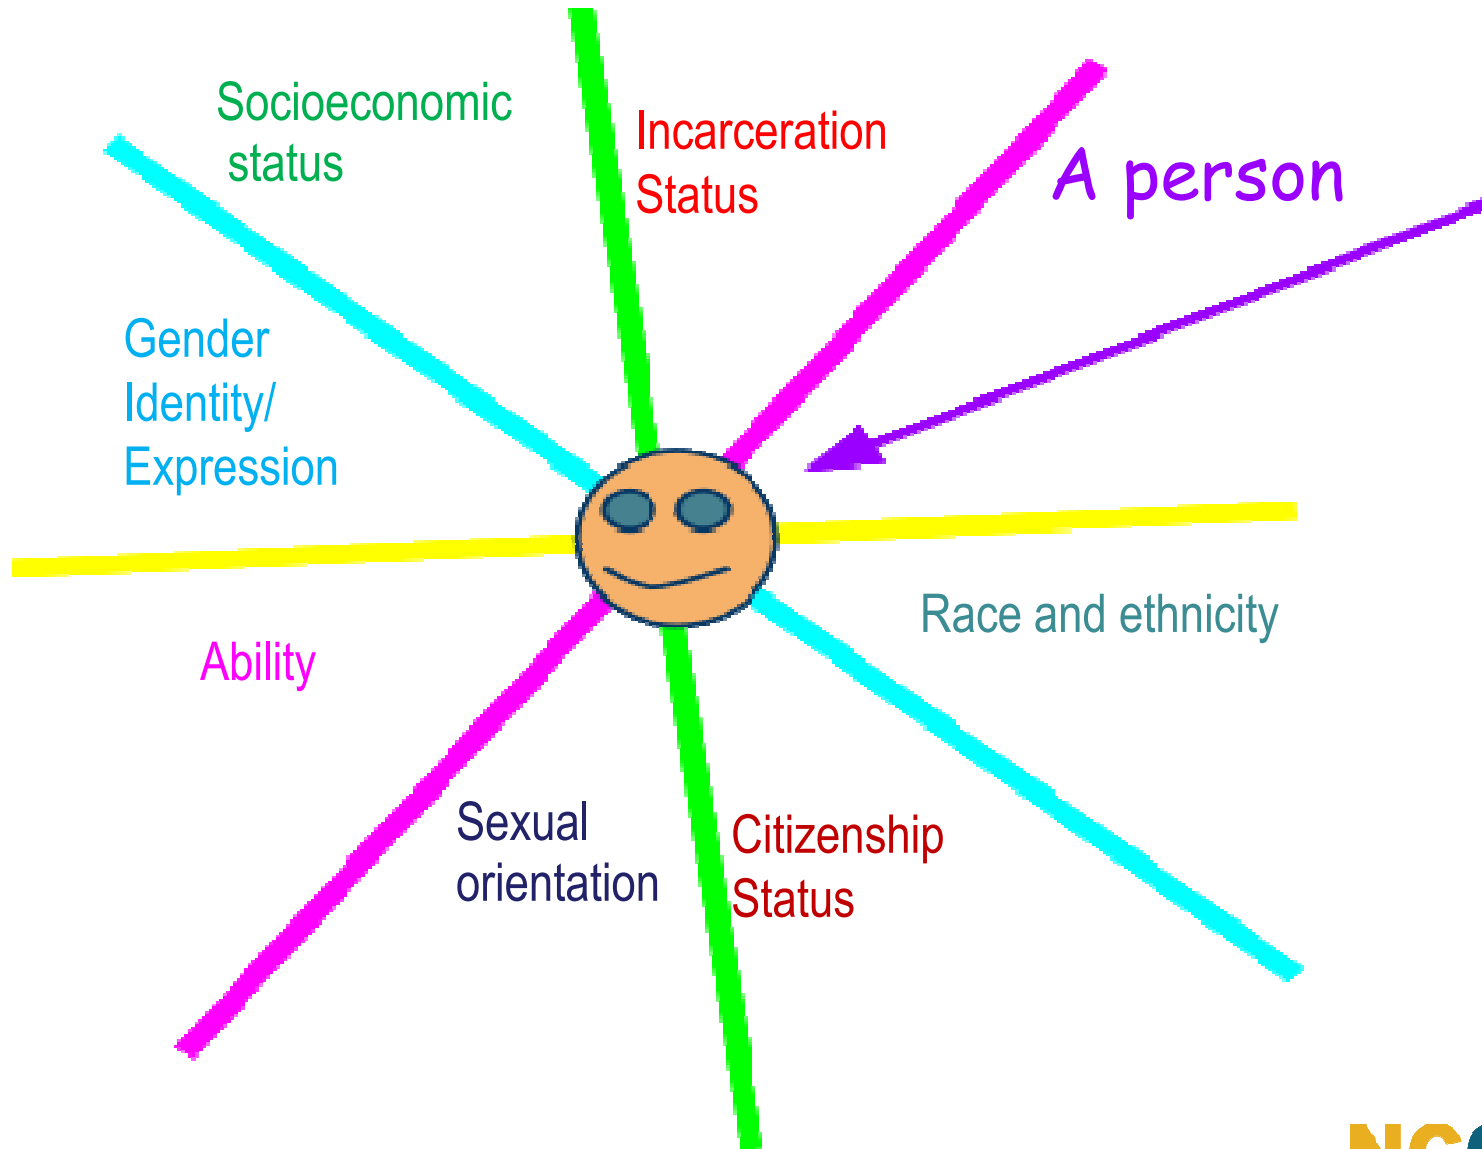 Socioeconomic
status
Incarceration
Status
A person
Gender
Identity/
Expression
Race and ethnicity
Ability
Sexual
orientation
Citizenship
Status